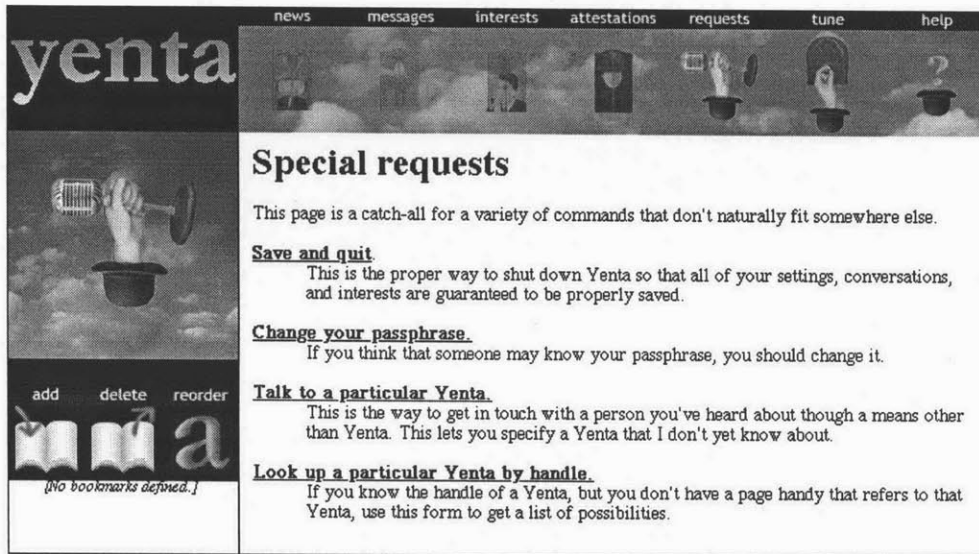 news messages interests attestations requests tune help
yenta
Special requests
This page is a catch-all for a variety of commands that don't naturally fit somewhere else.
Save and quit.
This is the proper way to shut down Yenta so that all of your settings, conversations,
and interests are guaranteed to be properly saved.
Change your passphrase.
If you think that someone may know your passphrase, you should change it.
Talk to a particular Yenta.
This is the way to get in touch with a person you've heard about though a means other
than Yenta. This lets you specify a Yenta that I don't yet know about.
Look up a particular Yenta by handle.
If you know the handle of a Yenta, but you don't have a page handy that refers to that
Yenta, use this form to get a list of possibilities.
add delete reorder
a
[No bookmarks defined.]
?